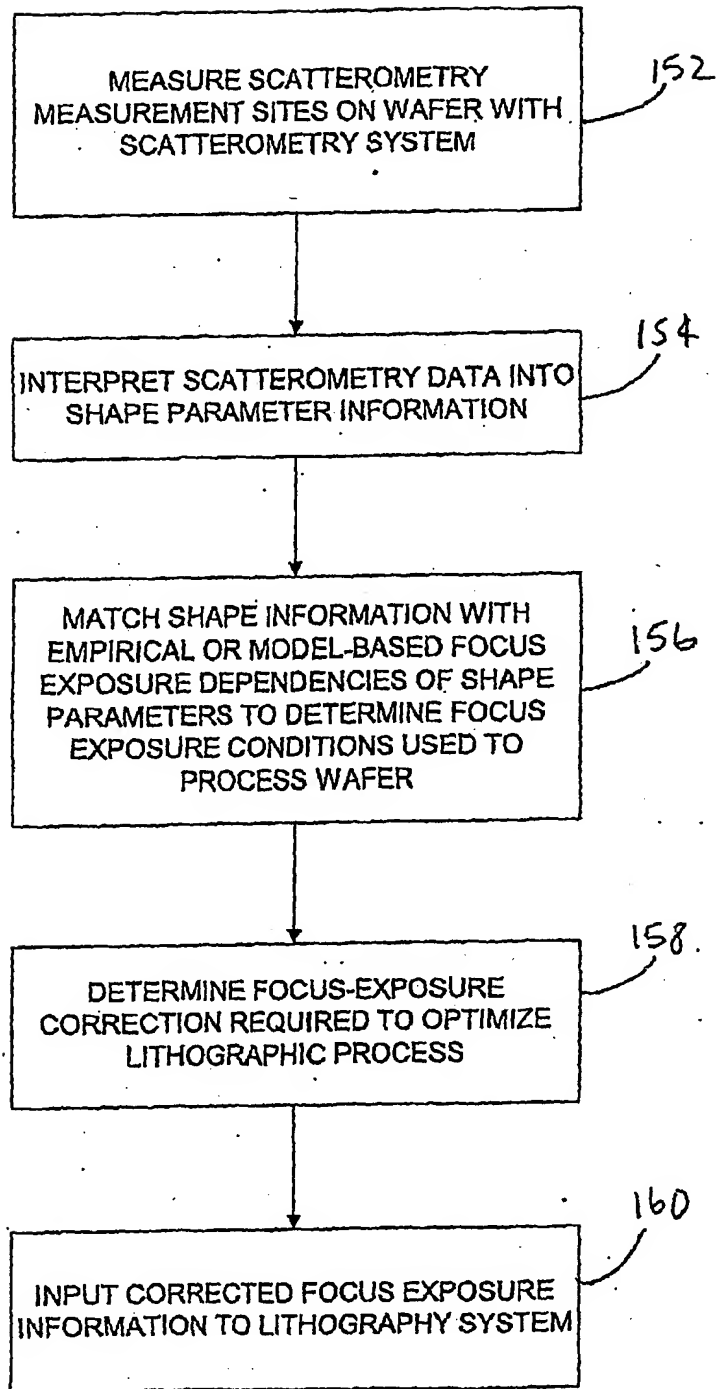 MEASURE SCATTEROMETRY
MEASUREMENT SITES ON WAFER WITH
SCATTEROMETRY SYSTEM
152
INTERPRET SCATTEROMETRY DATA INTO
SHAPE PARAMETER INFORMATION
154
MATCH SHAPE INFORMATION WITH
EMPIRICAL OR MODEL-BASED FOCUS
EXPOSURE DEPENDENCIES OF SHAPE
PARAMETERS TO DETERMINE FOCUS
EXPOSURE CONDITIONS USED TO
PROCESS WAFER
156
DETERMINE FOCUS-EXPOSURE
CORRECTION REQUIRED TO OPTIMIZE
LITHOGRAPHIC PROCESS
158
INPUT CORRECTED FOCUS EXPOSURE
INFORMATION TO LITHOGRAPHY SYSTEM
160